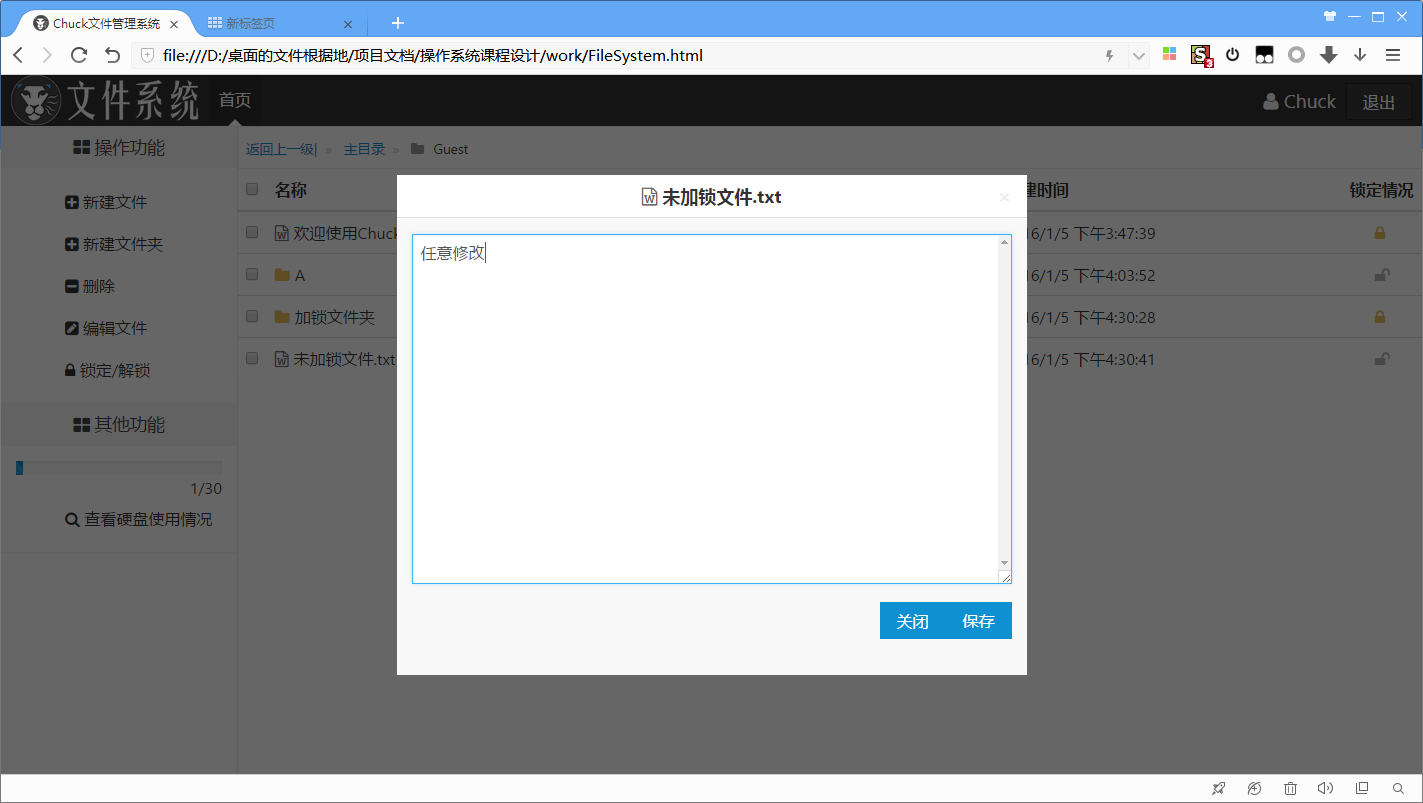 Chuck文件管理系统
新标签页
file:///D:/桌面的文件根据地/项目文档/操作系统课程设计/work/FileSystem.html
3
文件系统 首页 Chuck 退出
操作功能
返回上一级| » 主目录 » Guest
未加锁文件.txt ×
名称 建时间 锁定情况
新建文件
欢迎使用Chuck 16/1/5 下午3:47:39
任意修改
新建文件夹
A 16/1/5 下午4:03:52
删除
加锁文件夹 16/1/5 下午4:30:28
编辑文件
未加锁文件.txt 16/1/5 下午4:30:41
锁定/解锁
其他功能
1/30
查看硬盘使用情况
关闭 保存